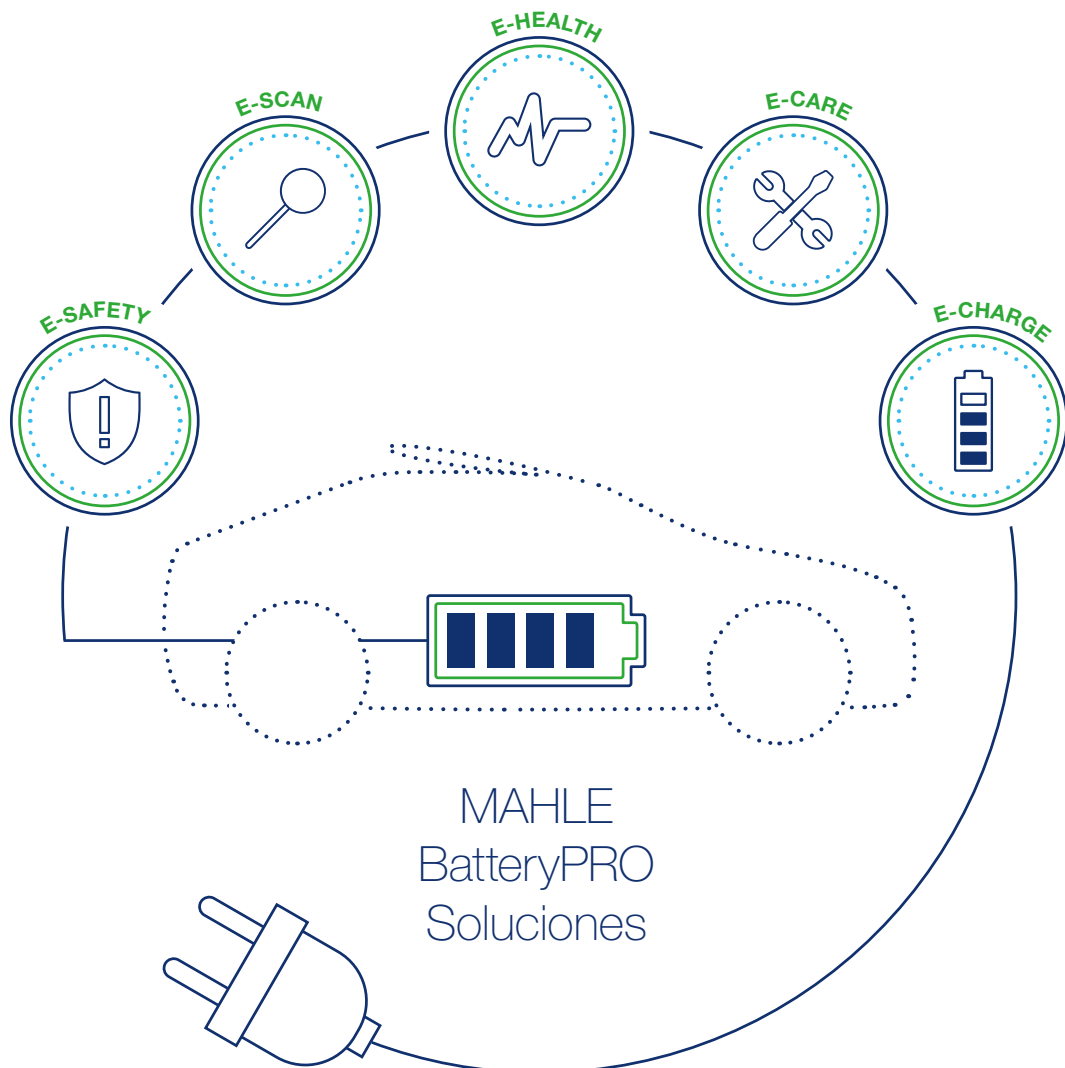 E-HEALTH
E-SCAN
E-CARE
E-SAFETY
E-CHARGE
MAHLE
BatteryPRO
Soluciones